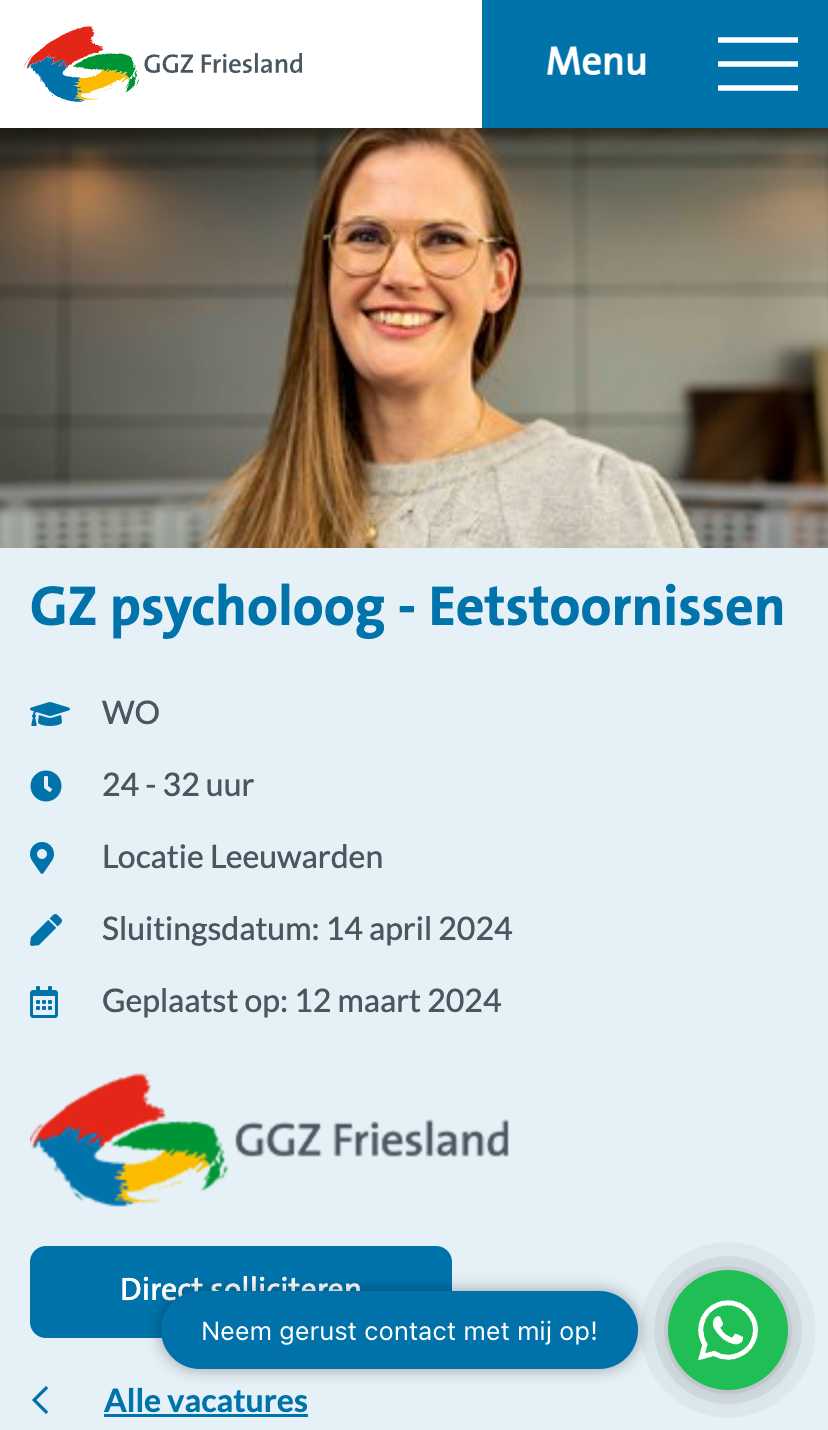 GGZ Friesland
Menu
GZ psycholoog - Eetstoornissen
WO
24 - 32 uur
Locatie Leeuwarden
Sluitingsdatum: 14 april 2024
Geplaatst op: 12 maart 2024
GGZ Friesland
Direct solliciteren
Neem gerust contact met mij op!
Alle vacatures